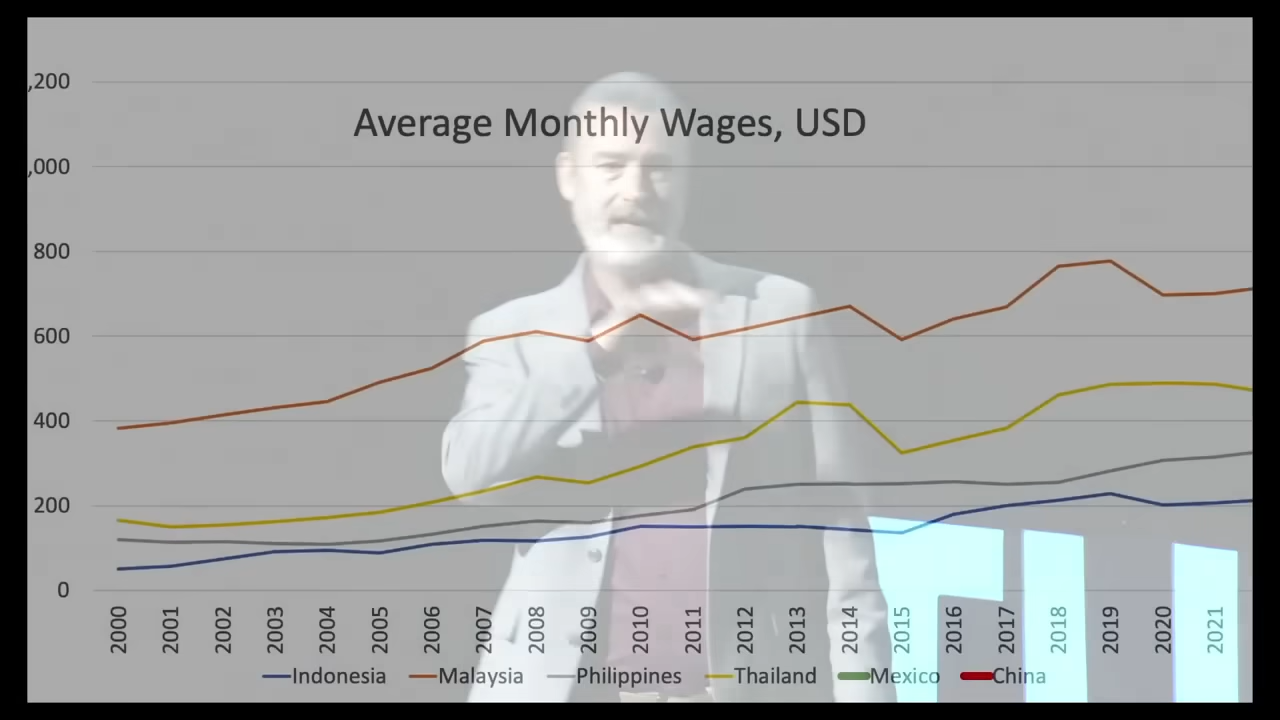 ,200
Average Monthly Wages, USD
,000
800
600
400
200
0
2000 2001 2002 2003 2004 2005 2006 2007 2008 2009 2010 2011 2012 2013 2014 2015 2016 2017 2018 2019 2020 2021
Indonesia Malaysia Philippines Thailand Mexico China